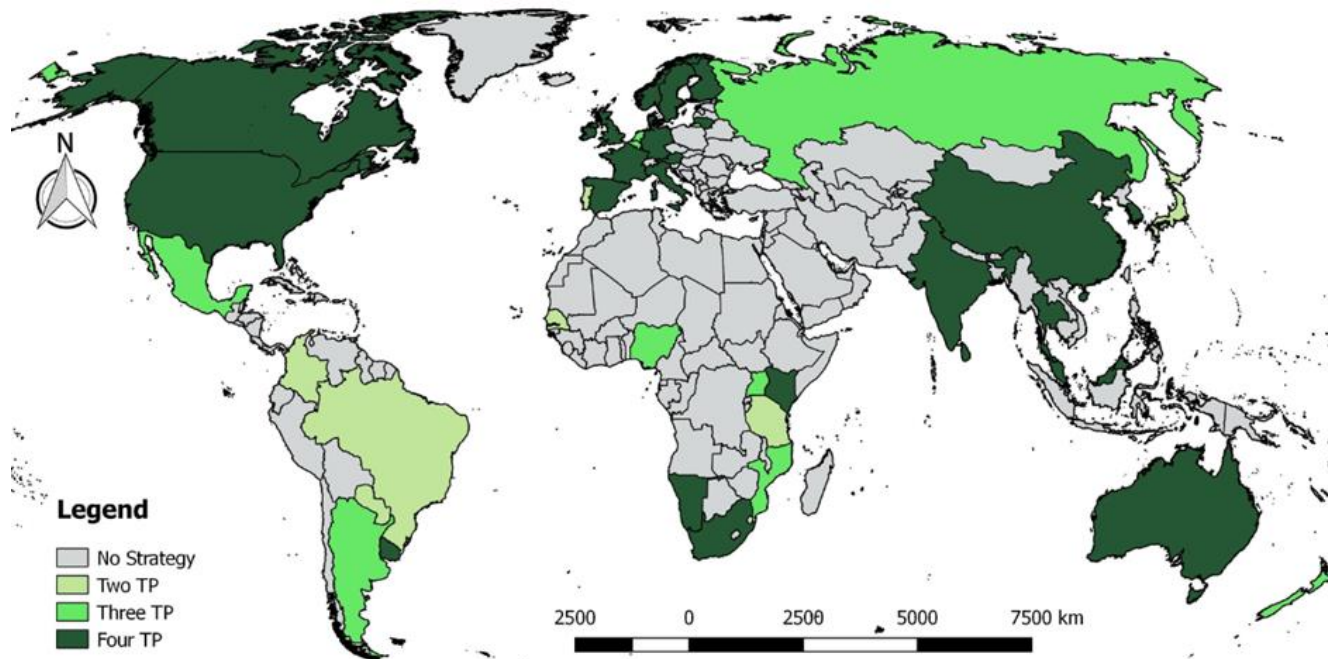 N
Legend
No Strategy
Two TP
Three TP
Four TP
2500 0 2500 5000 7500 km